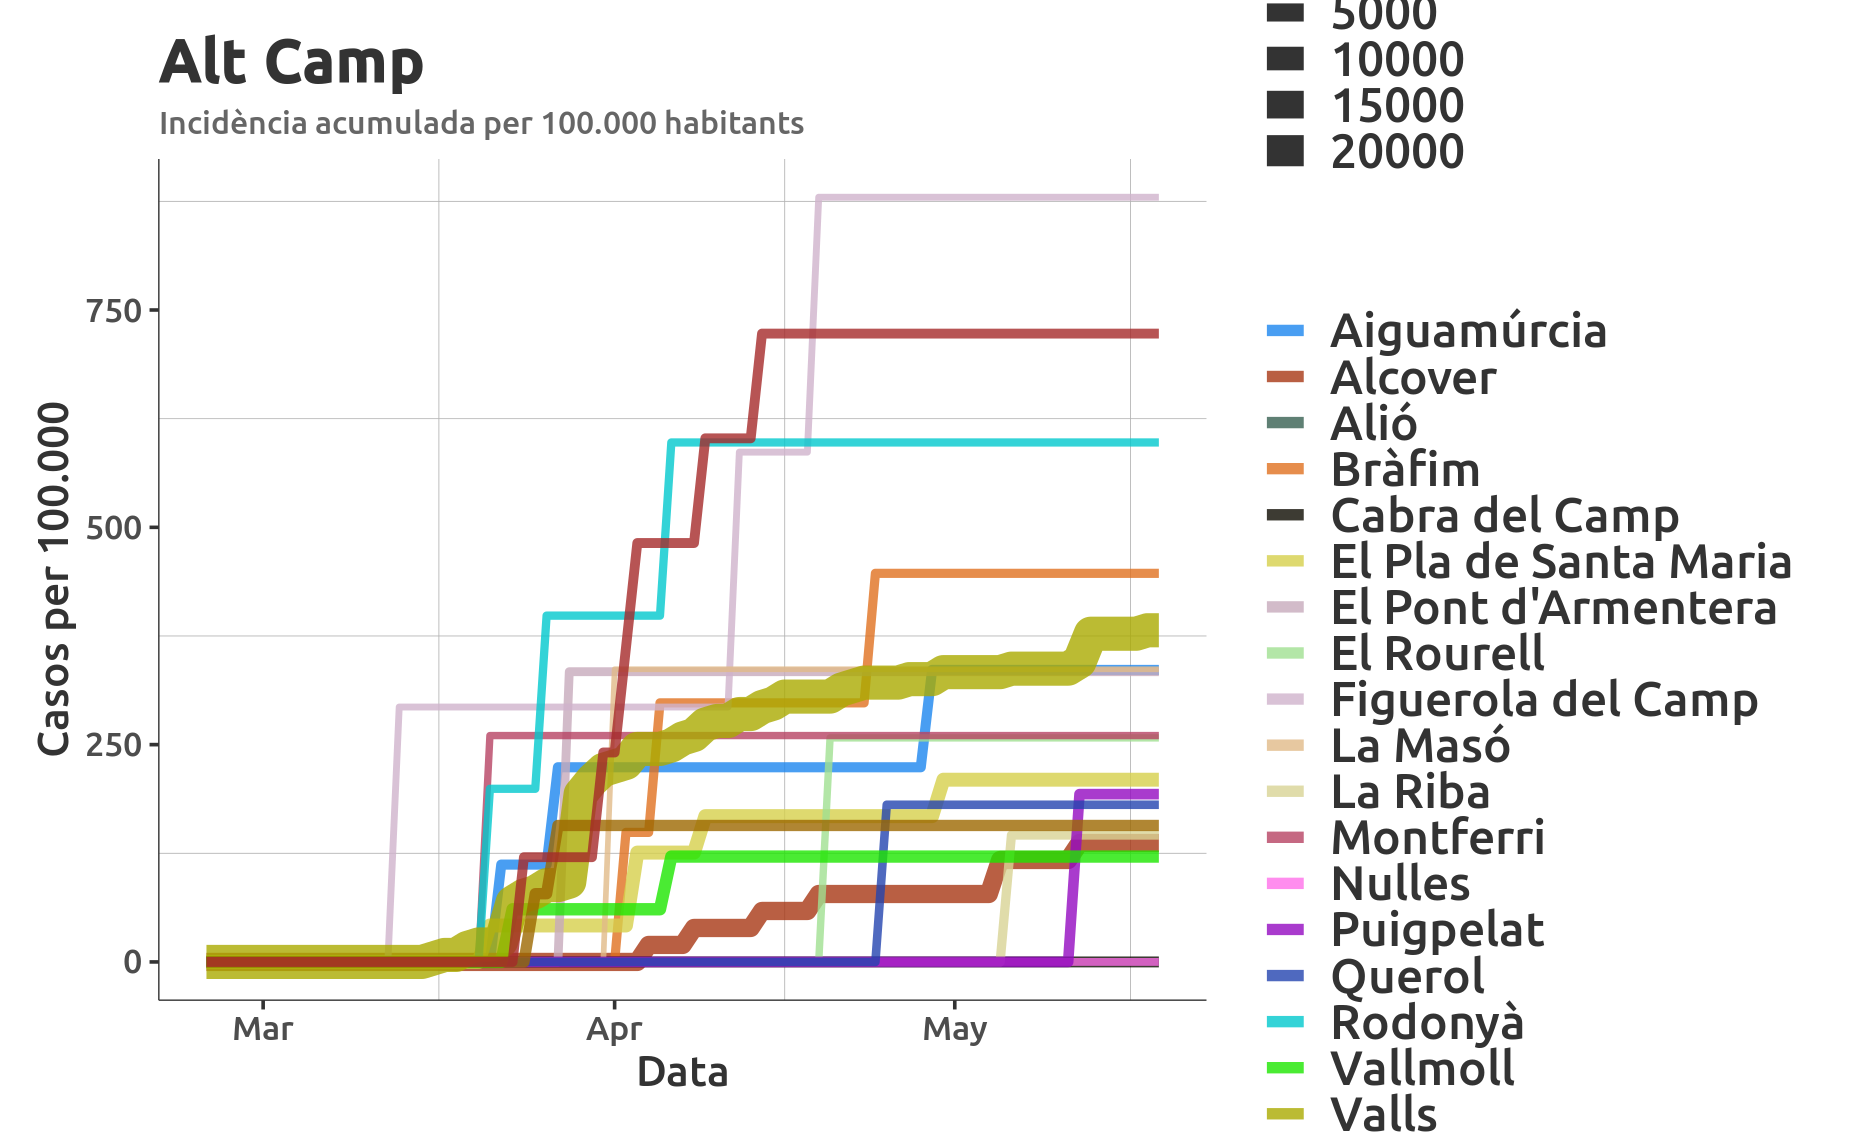 Alt Camp
Incidència acumulada per 100.000 habitants
Casos per 100.000
750
500
250
0
Mar
Apr
May
Data
5000
10000
15000
20000
Aiguamúrcia
Alcover
Alió
Bràfim
Cabra del Camp
El Pla de Santa Maria
El Pont d'Armentera
El Rourell
Figuerola del Camp
La Masó
La Riba
Montferri
Nulles
Puigpelat
Querol
Rodonyà
Vallmoll
Valls